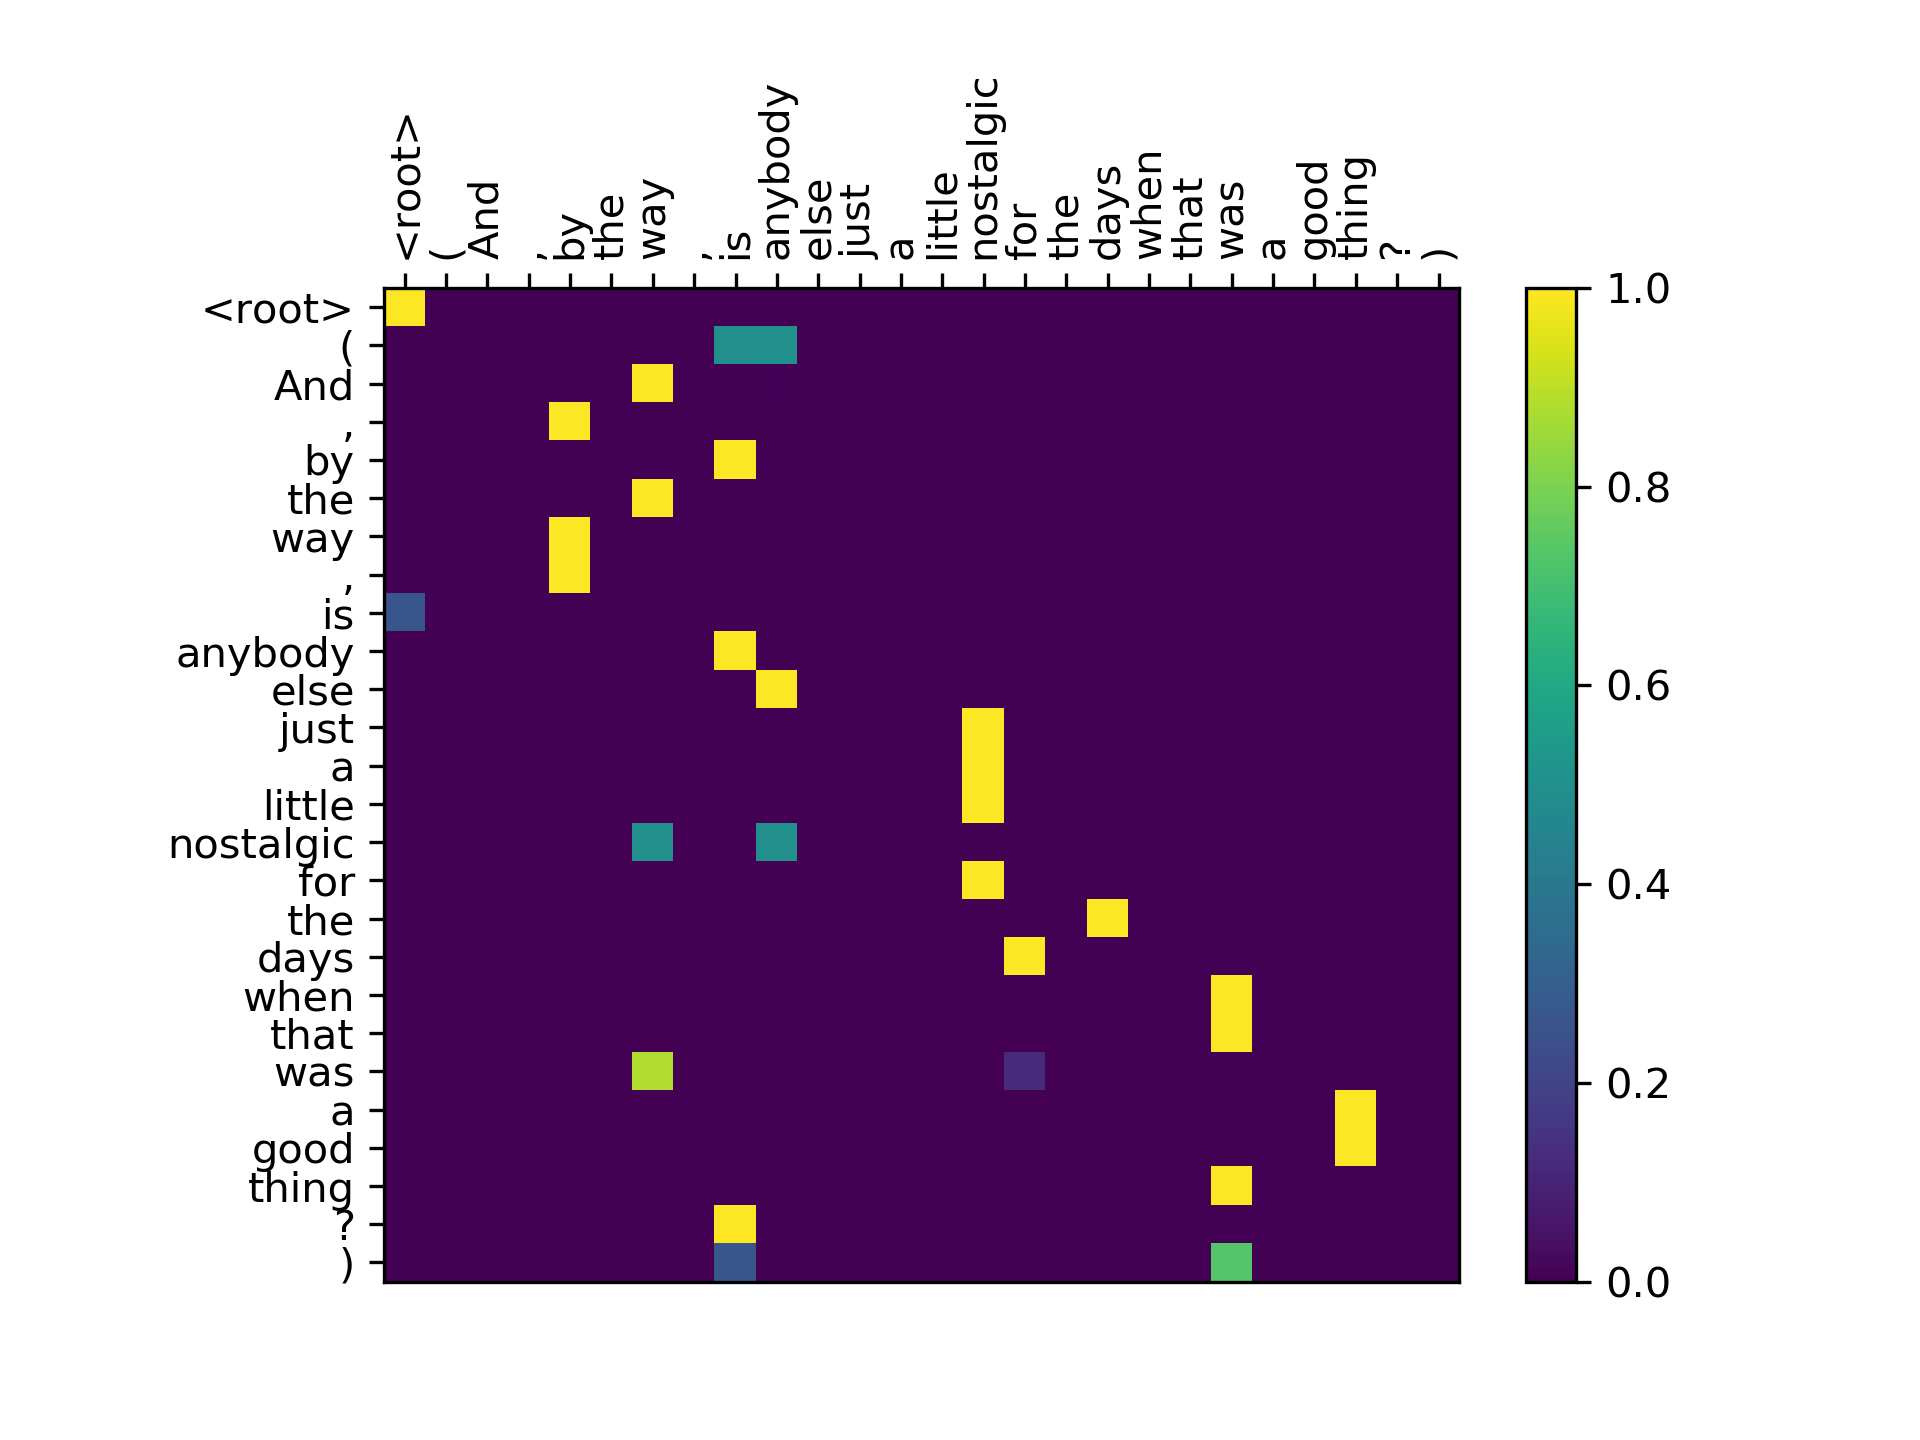 <root> ( And , by the way , is anybody else just a little nostalgic for the days when that was a good thing ? )
<root>
(
And
,
by
the
way
,
is
anybody
else
just
a
little
nostalgic
for
the
days
when
that
was
a
good
thing
?
)
1.0
0.8
0.6
0.4
0.2
0.0